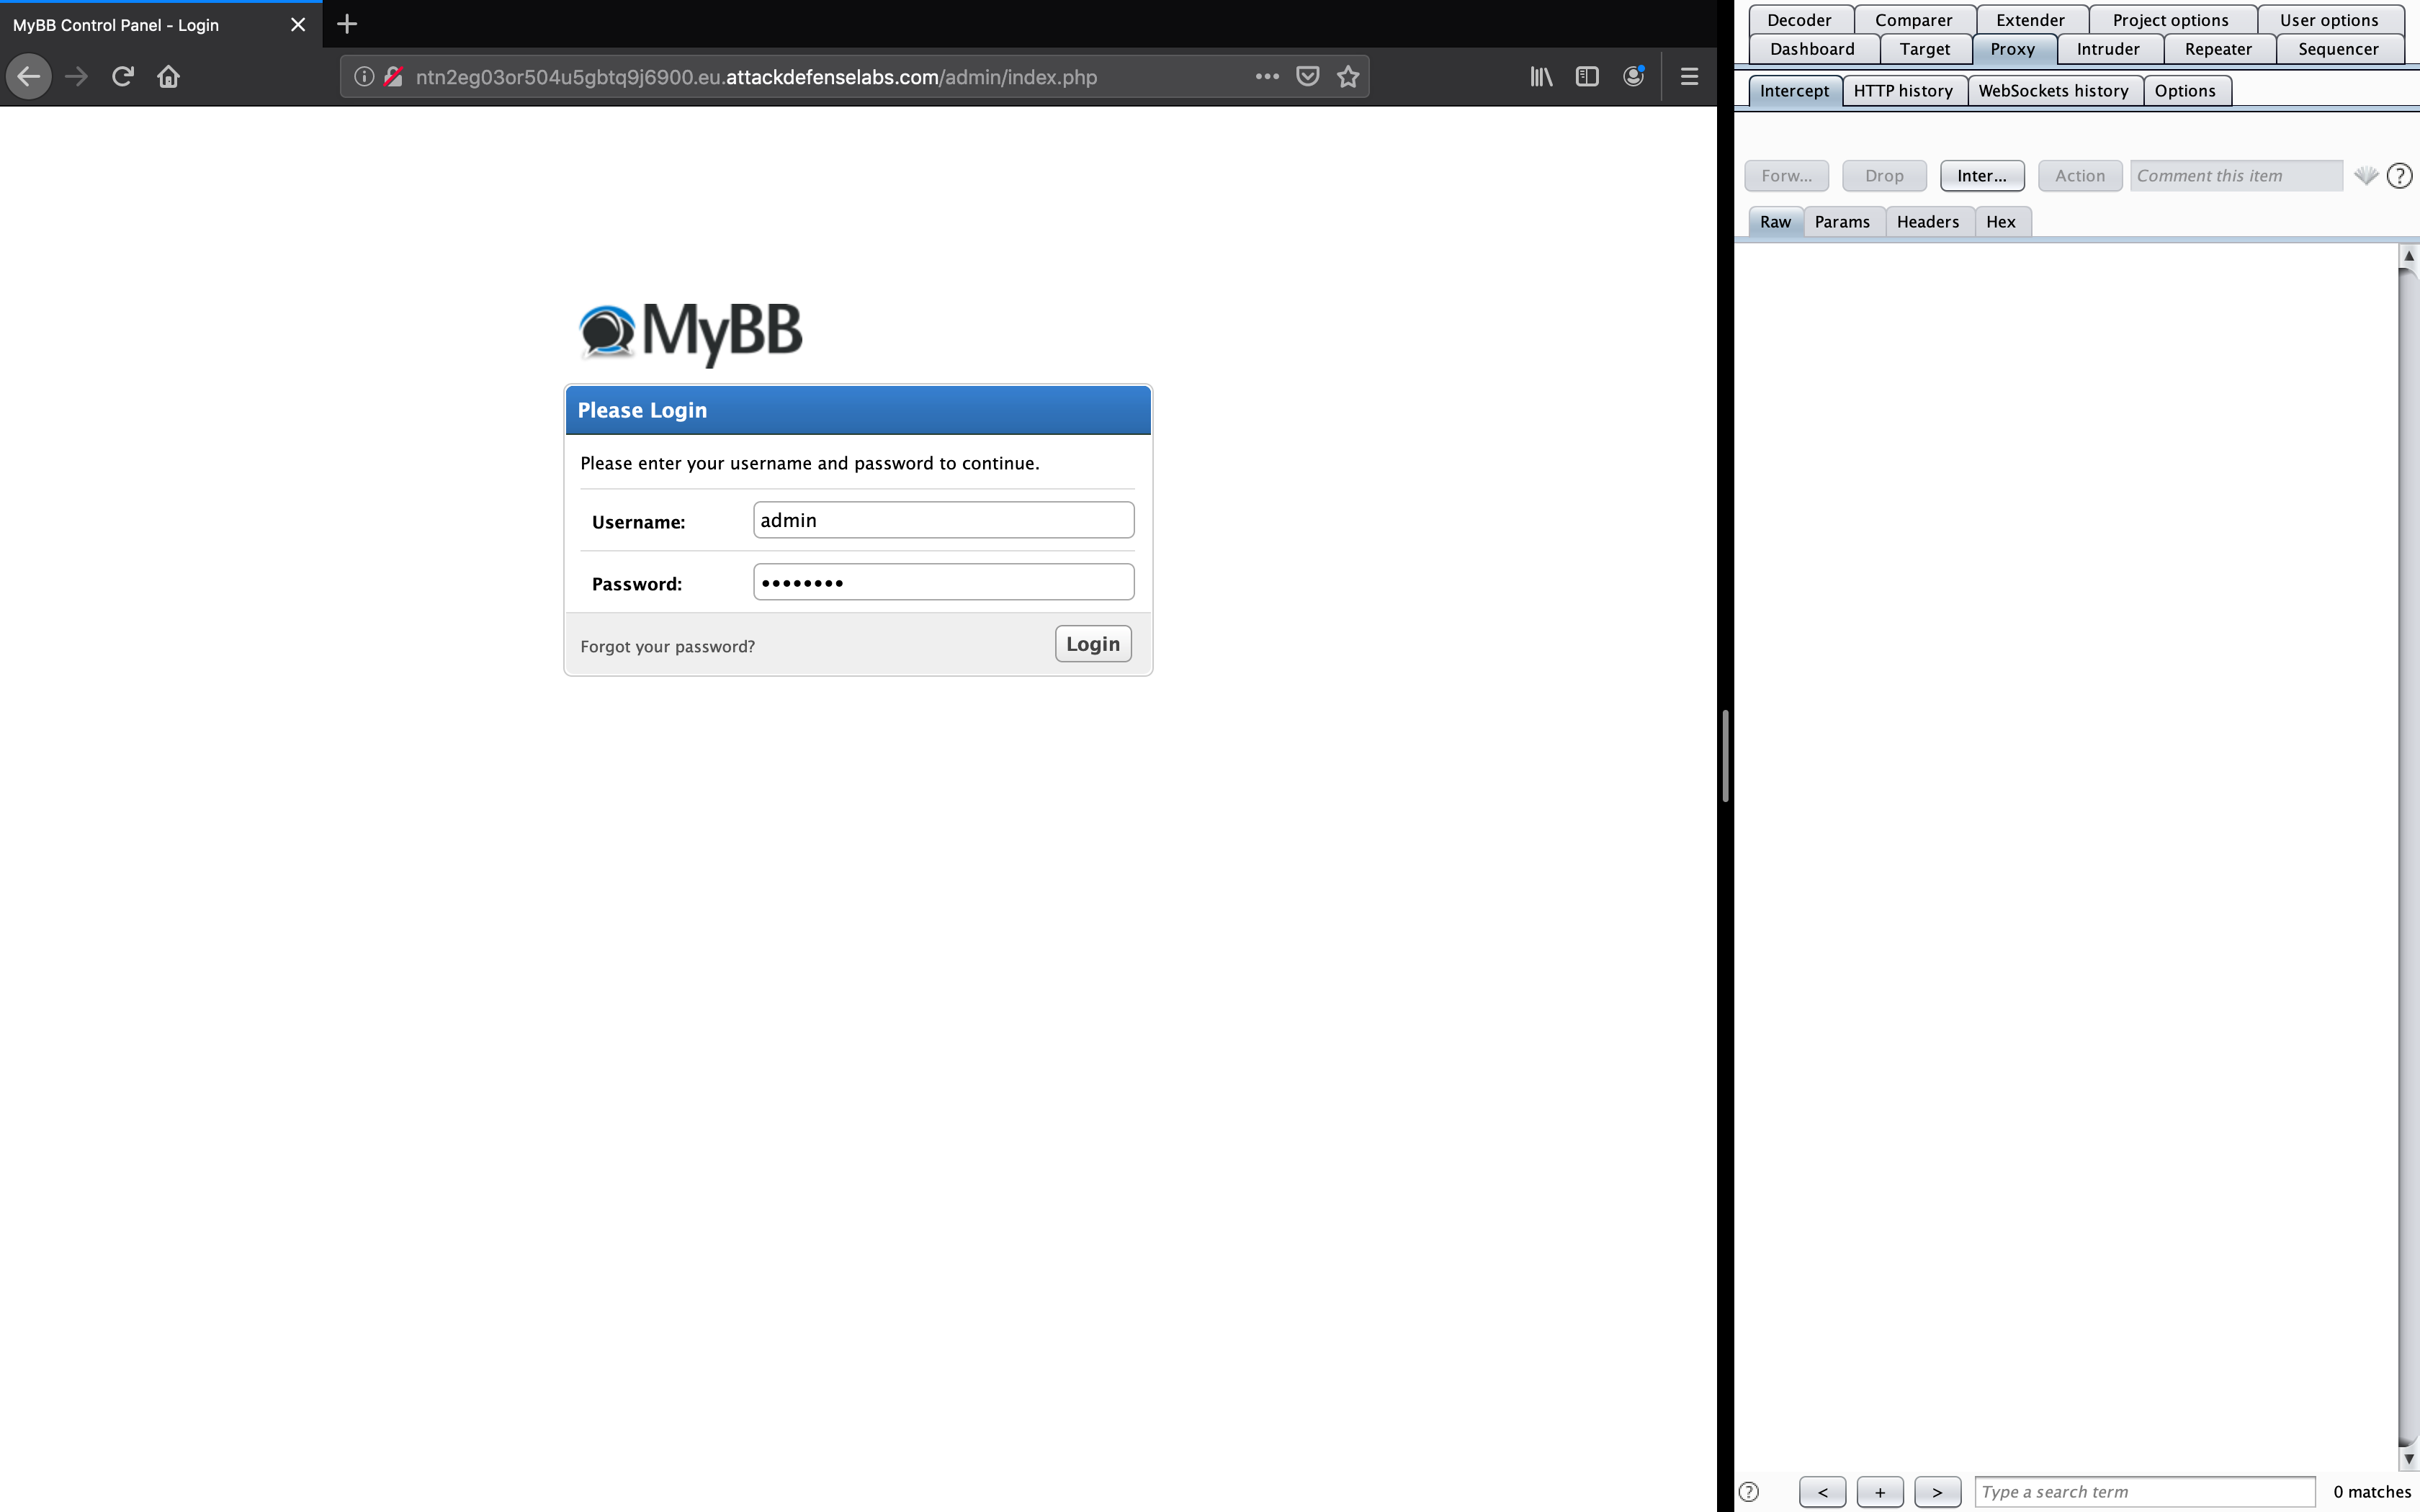 MyBB Control Panel - Login
ntn2eg03or504u5gbtq9j6900.eu.attackdefenselabs.com/admin/index.php
MyBB
Please Login
Please enter your username and password to continue.
Username: admin
Password: ••••••••
Forgot your password? Login
Decoder Comparer Extender Project options User options
Dashboard Target Proxy Intruder Repeater Sequencer
Intercept HTTP history WebSockets history Options
Forw... Drop Inter... Action Comment this item ?
Raw Params Headers Hex
? < + > Type a search term 0 matches